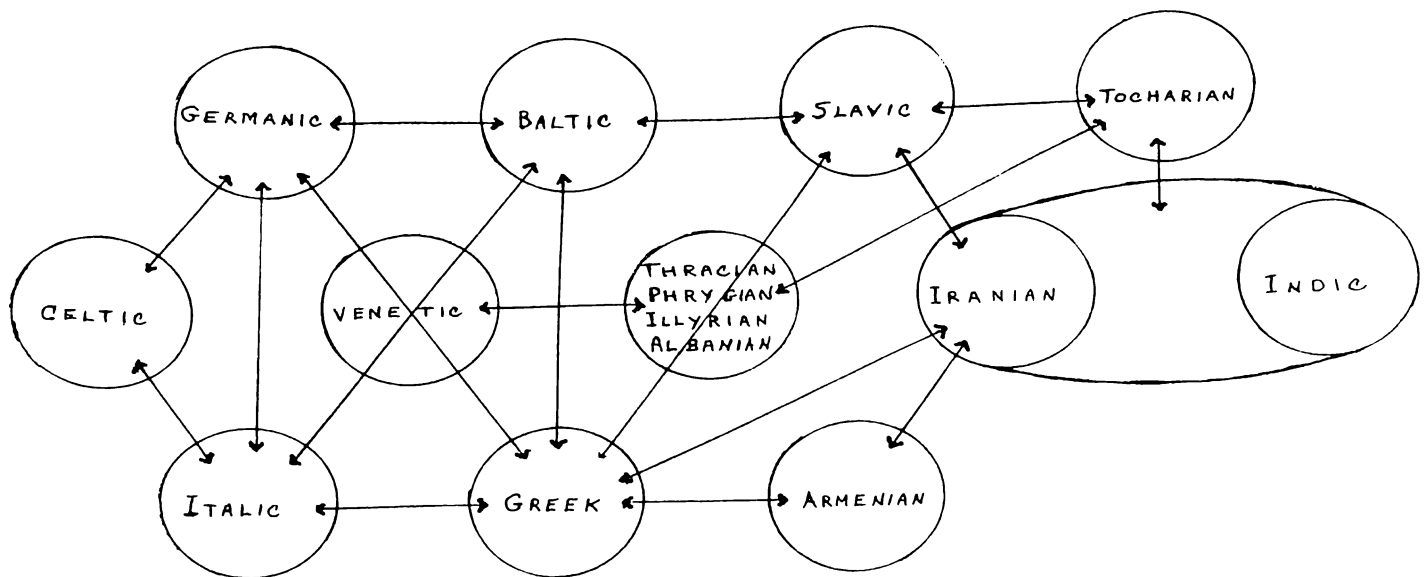 GERMANIC
BALTIC
SLAVIC
TOCHARIAN
CELTIC
VENETIC
THRACIAN
PHRYGIAN
ILLYRIAN
ALBANIAN
IRANIAN
INDIC
ITALIC
GREEK
ARMENIAN